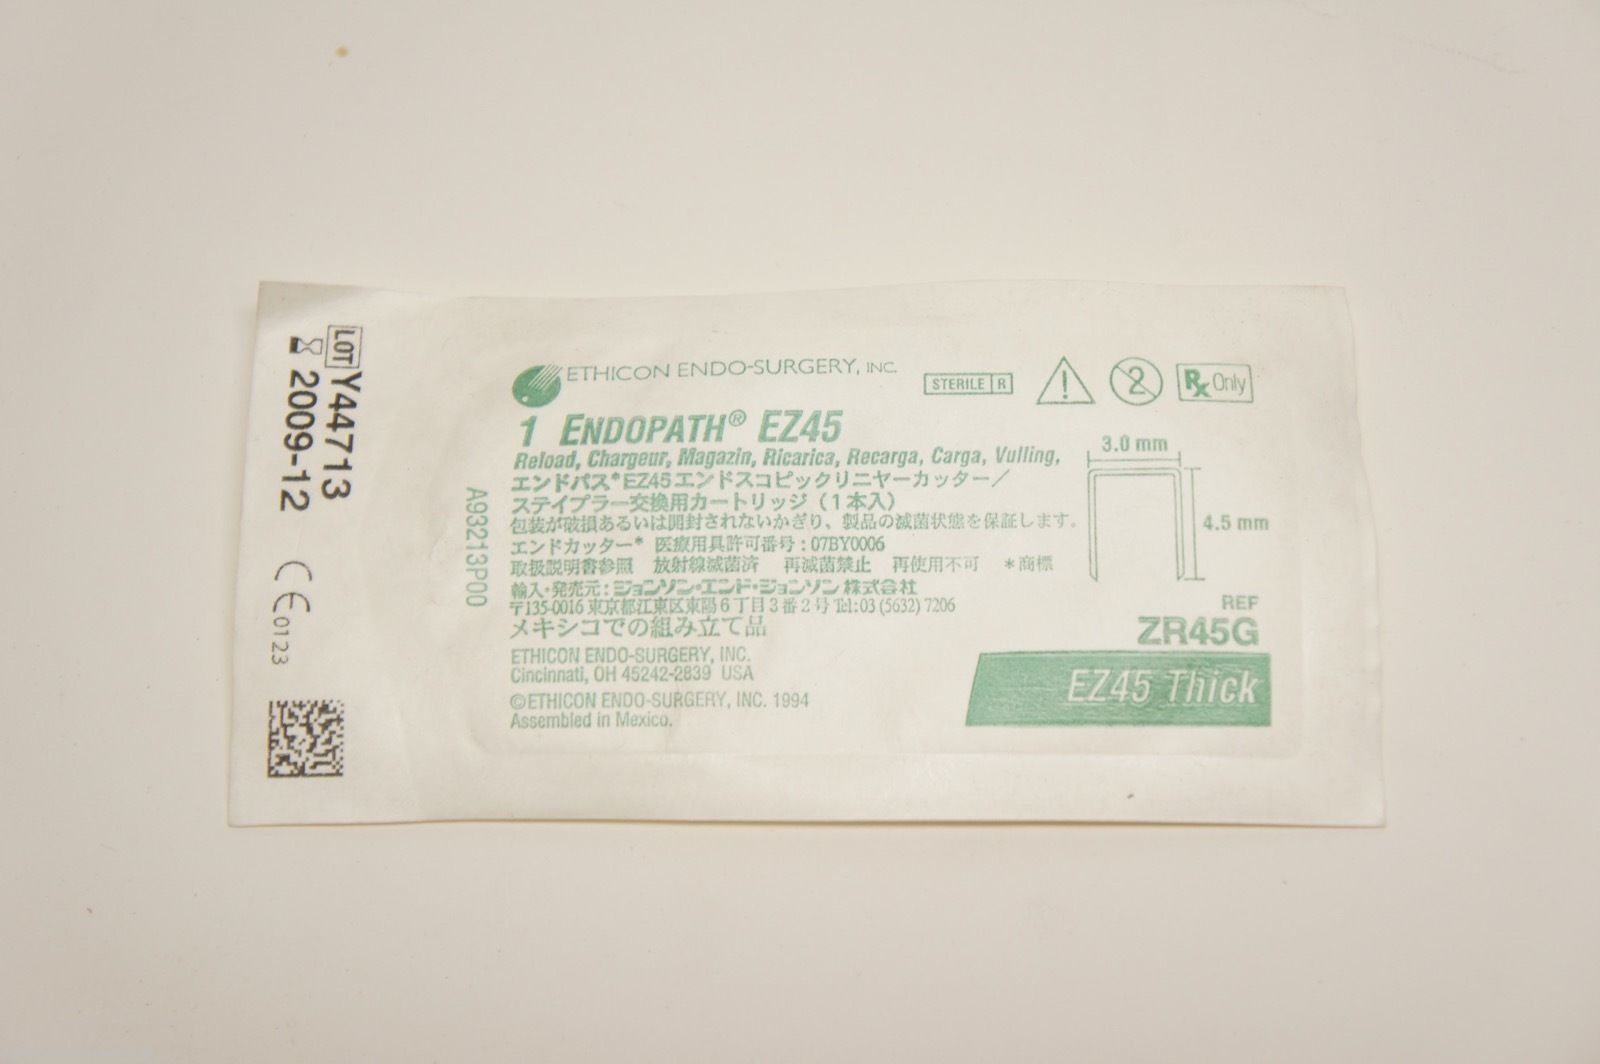 LOT Y44713
2009-12
CE 0123
A93213P00
ETHICON ENDO-SURGERY, INC.
STERILE R
2
Rx Only
1 ENDOPATH® EZ45
Reload, Chargeur, Magazin, Ricarica, Recarga, Carga, Vulling,
エンドパス*EZ45エンドスコピックリニヤーカッター/
ステイプラー交換用カートリッジ(1本入)
包装が破損あるいは開封されないかぎり、製品の滅菌状態を保証します。
エンドカッター* 医療用具許可番号:07BY0006
取扱説明書参照 放射線滅菌済 再滅菌禁止 再使用不可 *商標
輸入・発売元:ジョンソン・エンド・ジョンソン株式会社
〒135-0016 東京都江東区東陽6丁目3番2号 Tel:03 (5632) 7206
メキシコでの組み立て品
ETHICON ENDO-SURGERY, INC.
Cincinnati, OH 45242-2839 USA
©ETHICON ENDO-SURGERY, INC. 1994
Assembled in Mexico.
3.0 mm
4.5 mm
REF
ZR45G
EZ45 Thick